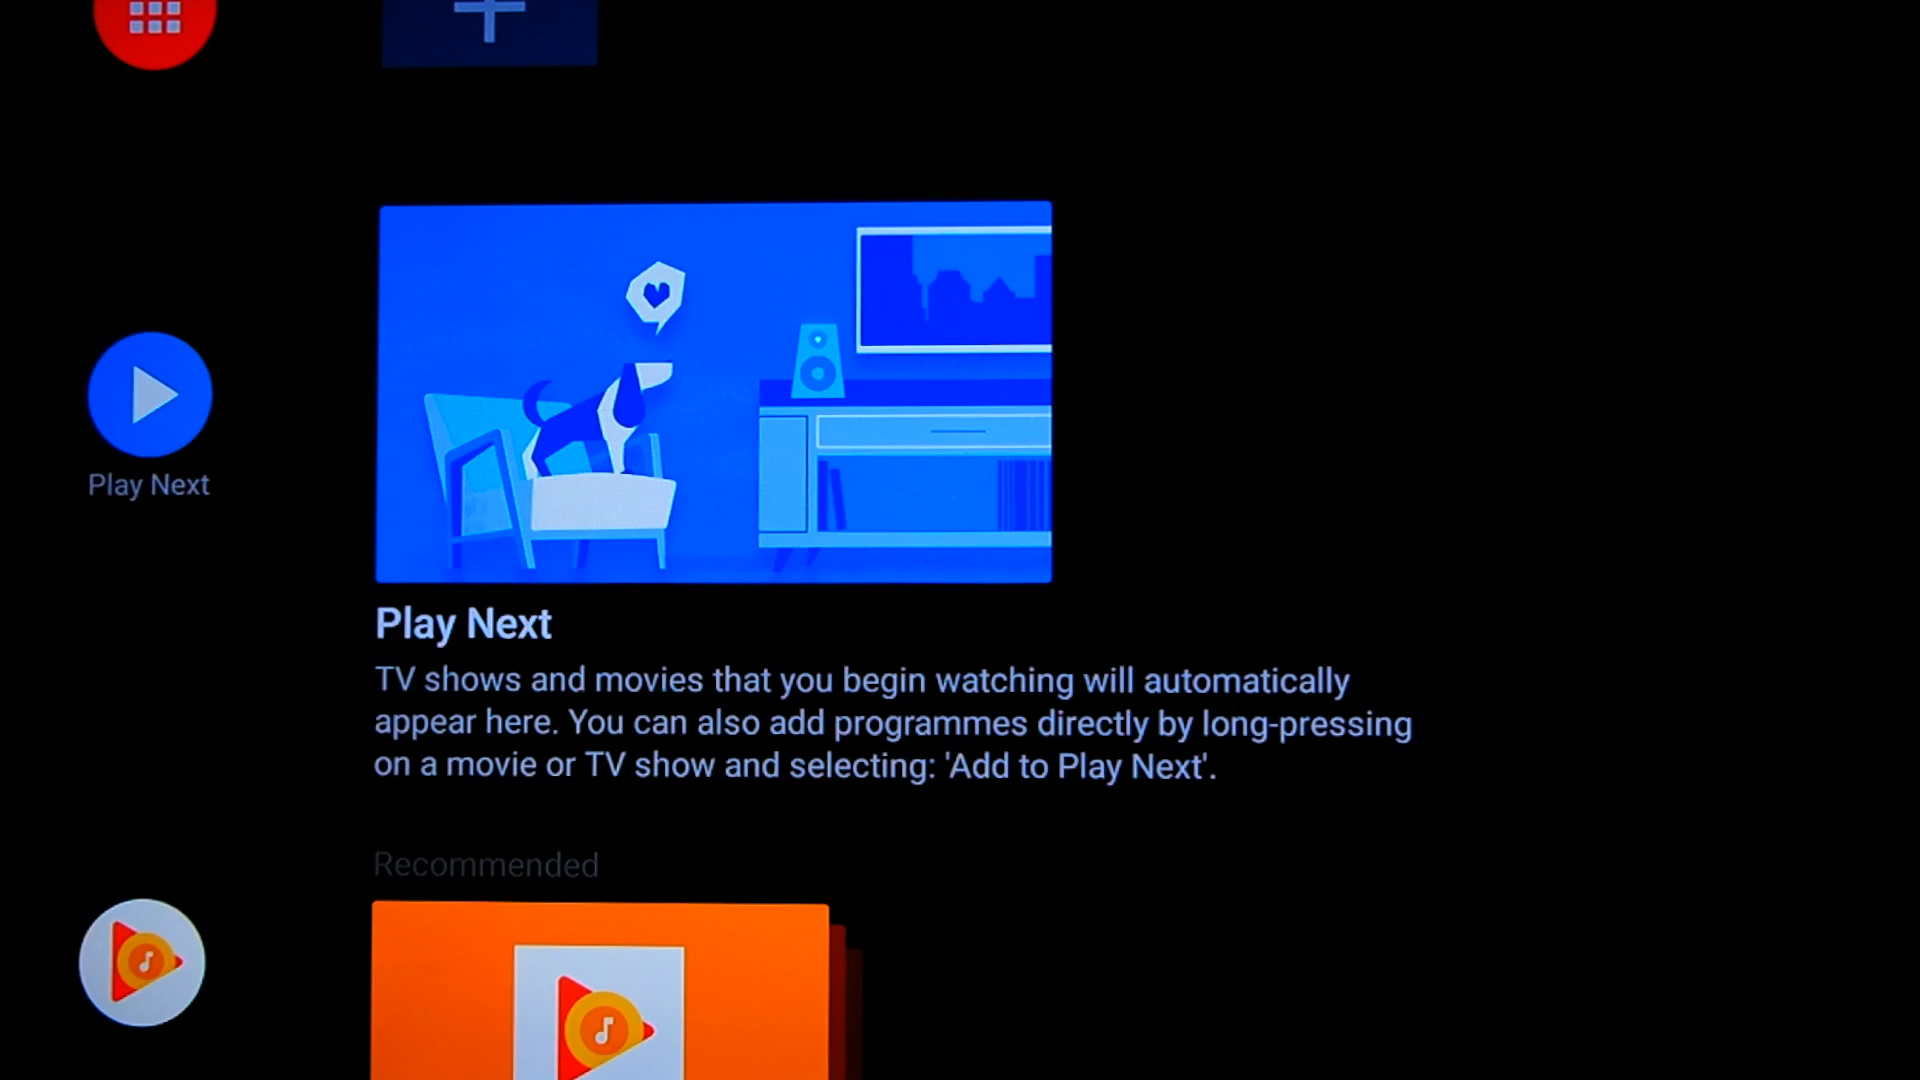 Play Next
Play Next
TV shows and movies that you begin watching will automatically
appear here. You can also add programmes directly by long-pressing
on a movie or TV show and selecting: 'Add to Play Next'.
Recommended